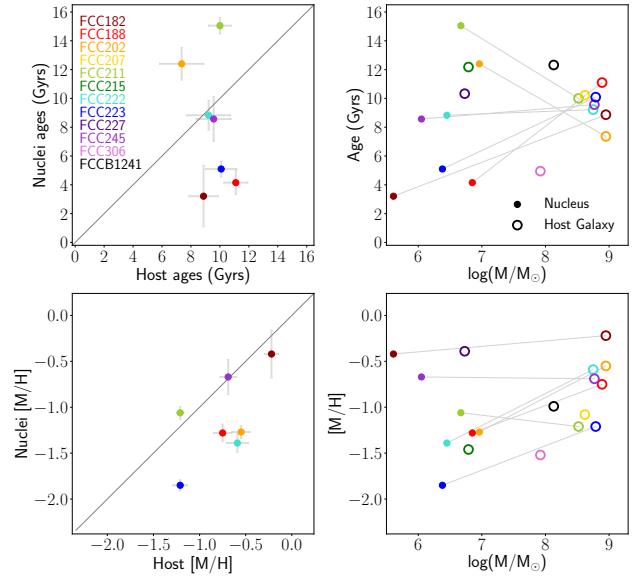 16
14
12
10
8
6
4
2
0
Nuclei ages (Gyrs)
FCC182
FCC188
FCC202
FCC207
FCC211
FCC215
FCC222
FCC223
FCC227
FCC245
FCC306
FCCB1241
0 2 4 6 8 10 12 14 16
Host ages (Gyrs)
16
14
12
10
8
6
4
2
0
Age (Gyrs)
Nucleus
Host Galaxy
6 7 8 9
log(M/M☉)
0.0
−0.5
−1.0
−1.5
−2.0
Nuclei [M/H]
−2.0 −1.5 −1.0 −0.5 0.0
Host [M/H]
0.0
−0.5
−1.0
−1.5
−2.0
[M/H]
6 7 8 9
log(M/M☉)